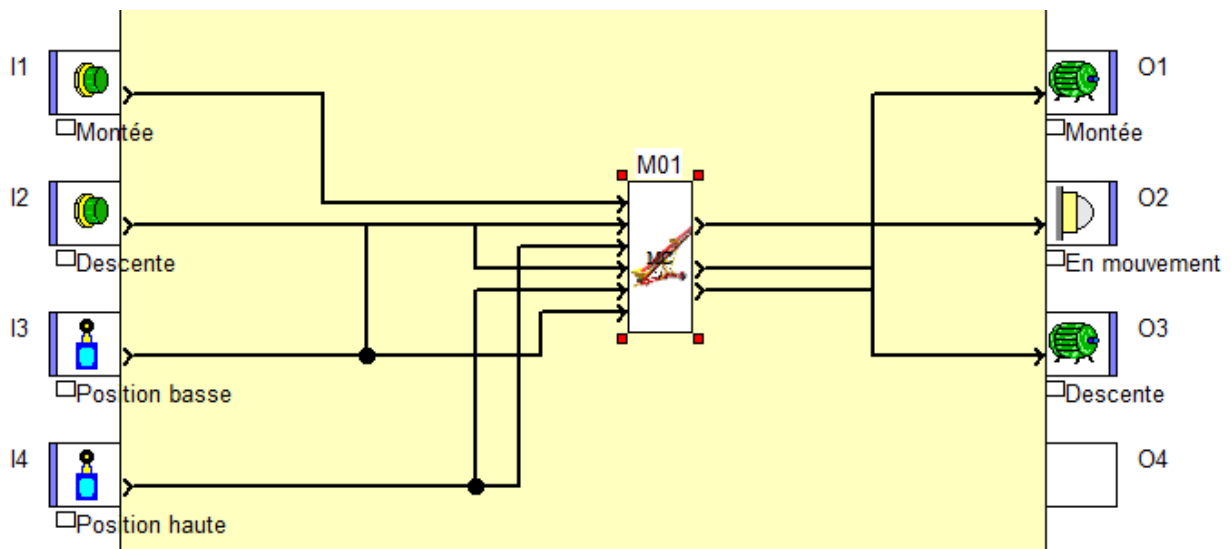 I1
Montée
I2
Descente
I3
Position basse
I4
Position haute
M01
O1
Montée
O2
En mouvement
O3
Descente
O4